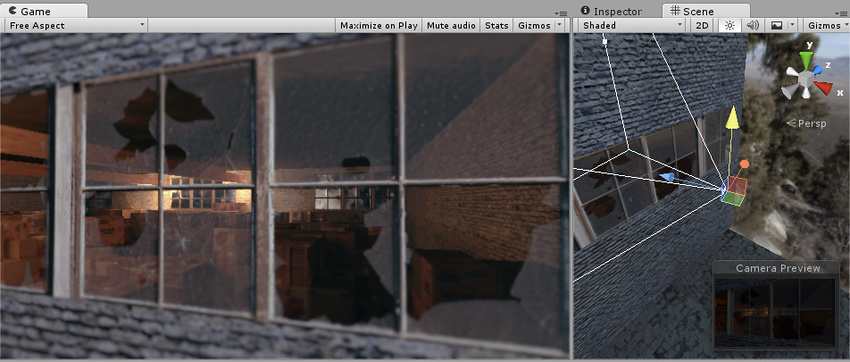 Game
Free Aspect
Maximize on Play
Mute audio
Stats
Gizmos
Inspector
Scene
Shaded
2D
Gizmos
y
z
x
Persp
Camera Preview